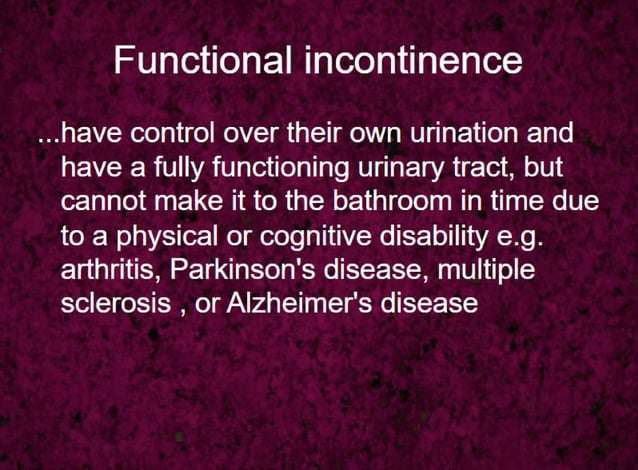 Functional incontinence
...have control over their own urination and
have a fully functioning urinary tract, but
cannot make it to the bathroom in time due
to a physical or cognitive disability e.g.
arthritis, Parkinson's disease, multiple
sclerosis , or Alzheimer's disease